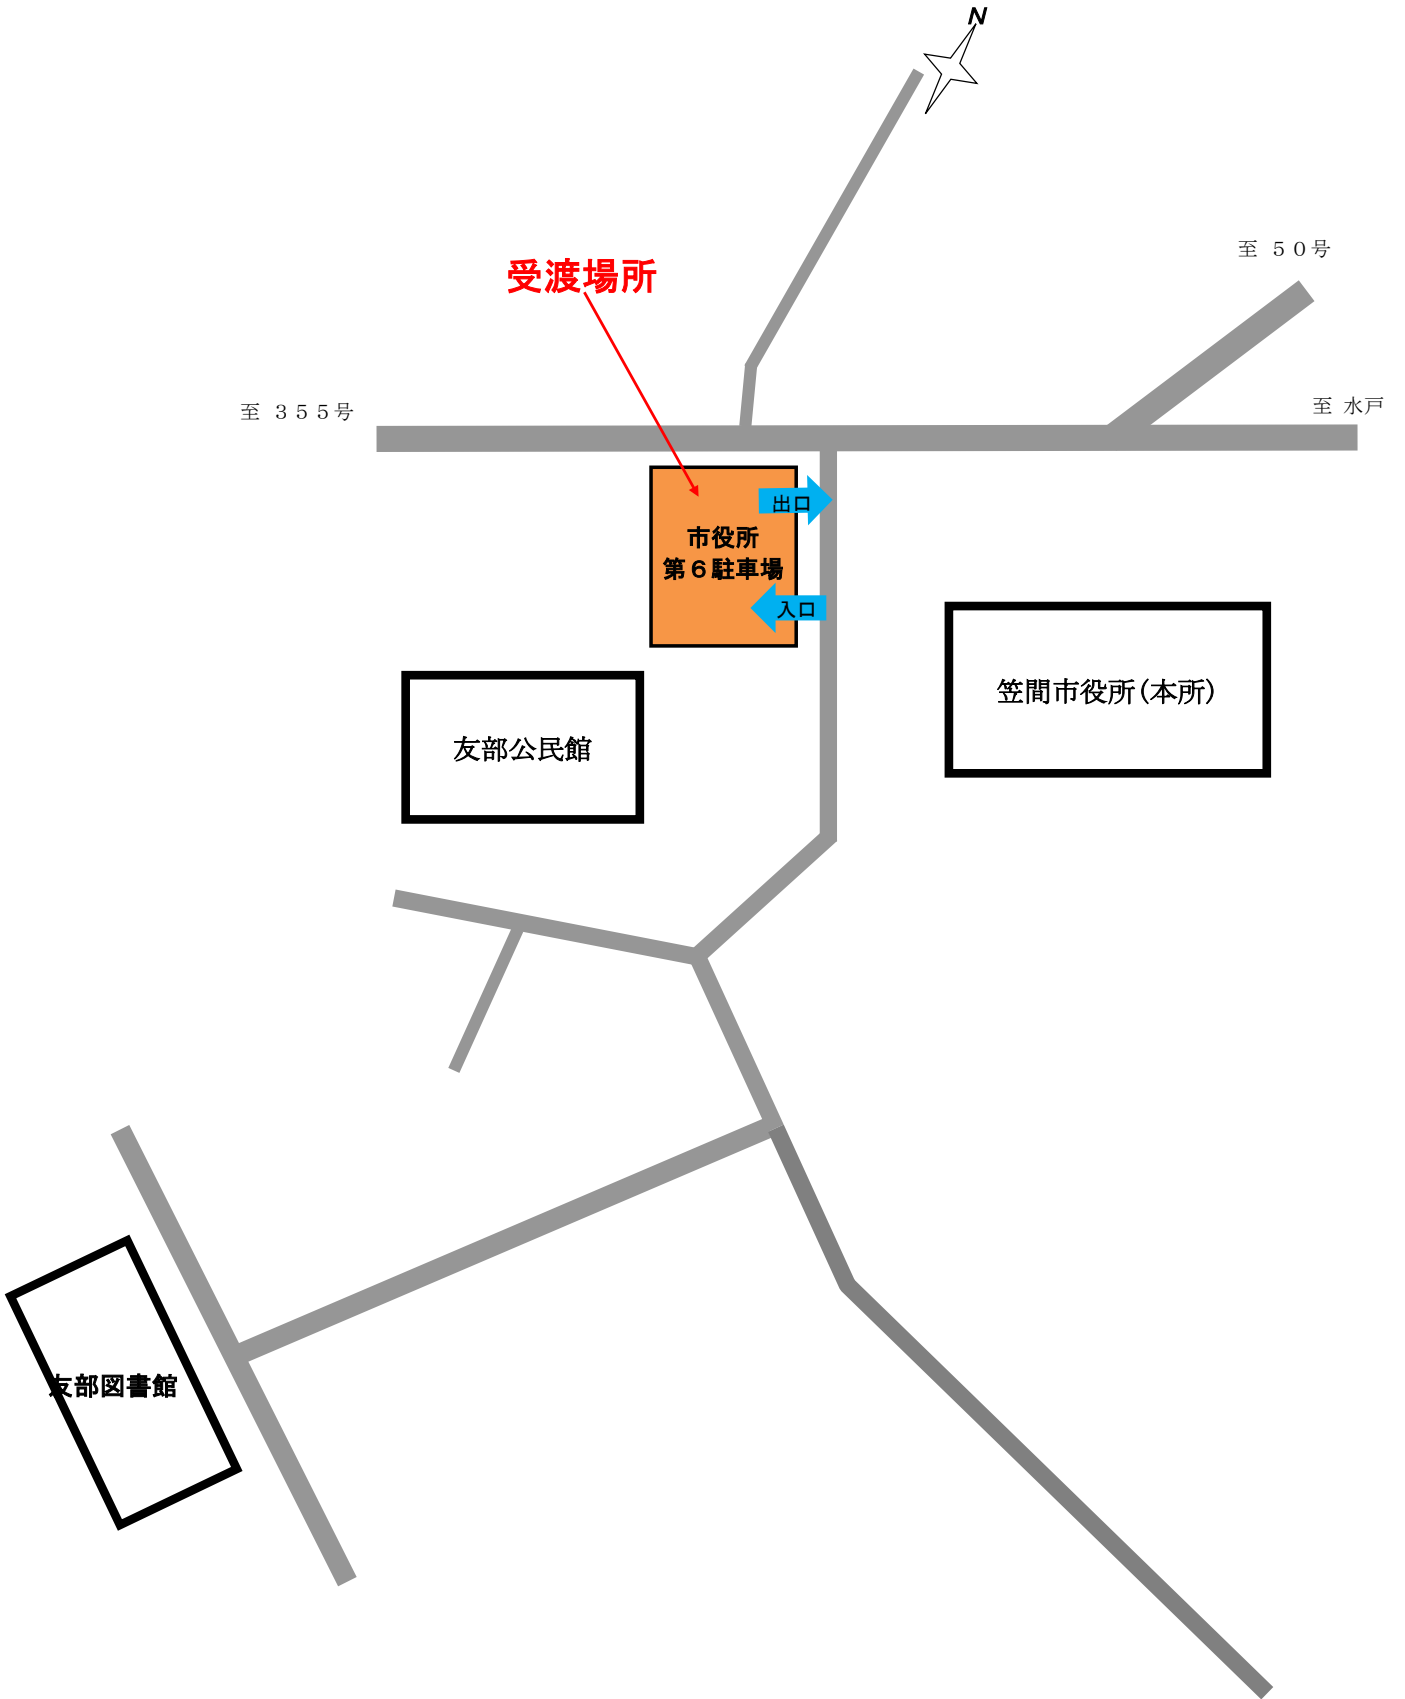 N
至 ５０号
受渡場所
至 水戸
至 ３５５号
出口
市役所
第６駐車場
入口
笠間市役所（本所）
友部公民館
友部図書館